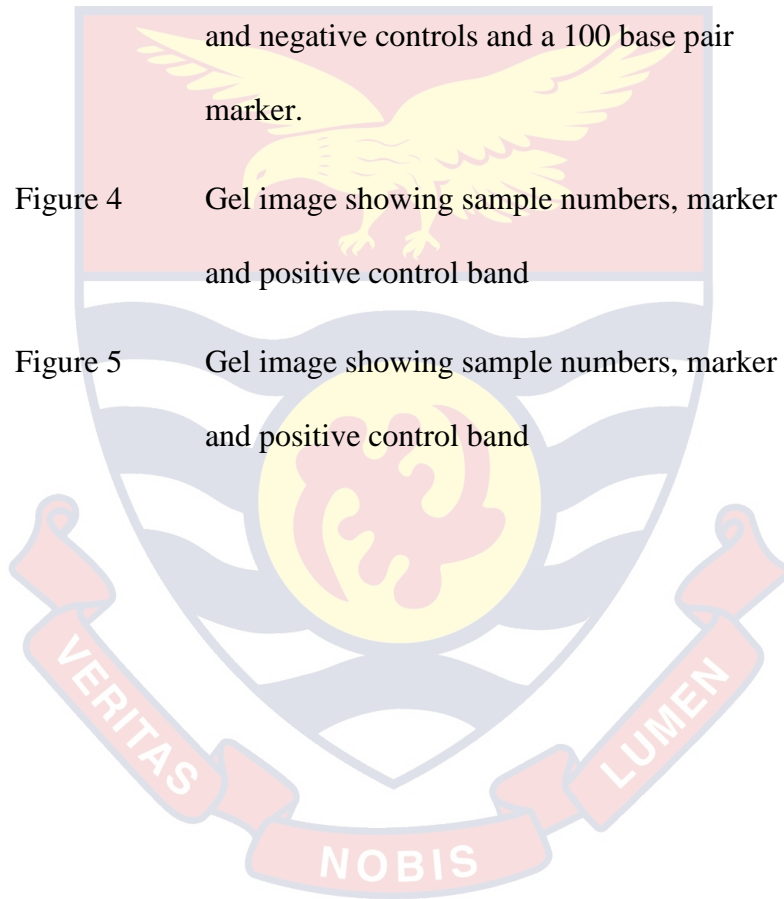 and negative controls and a 100 base pair
marker.
Figure 4 Gel image showing sample numbers, marker
and positive control band
Figure 5 Gel image showing sample numbers, marker
and positive control band
VERITAS
NOBIS
LUMEN